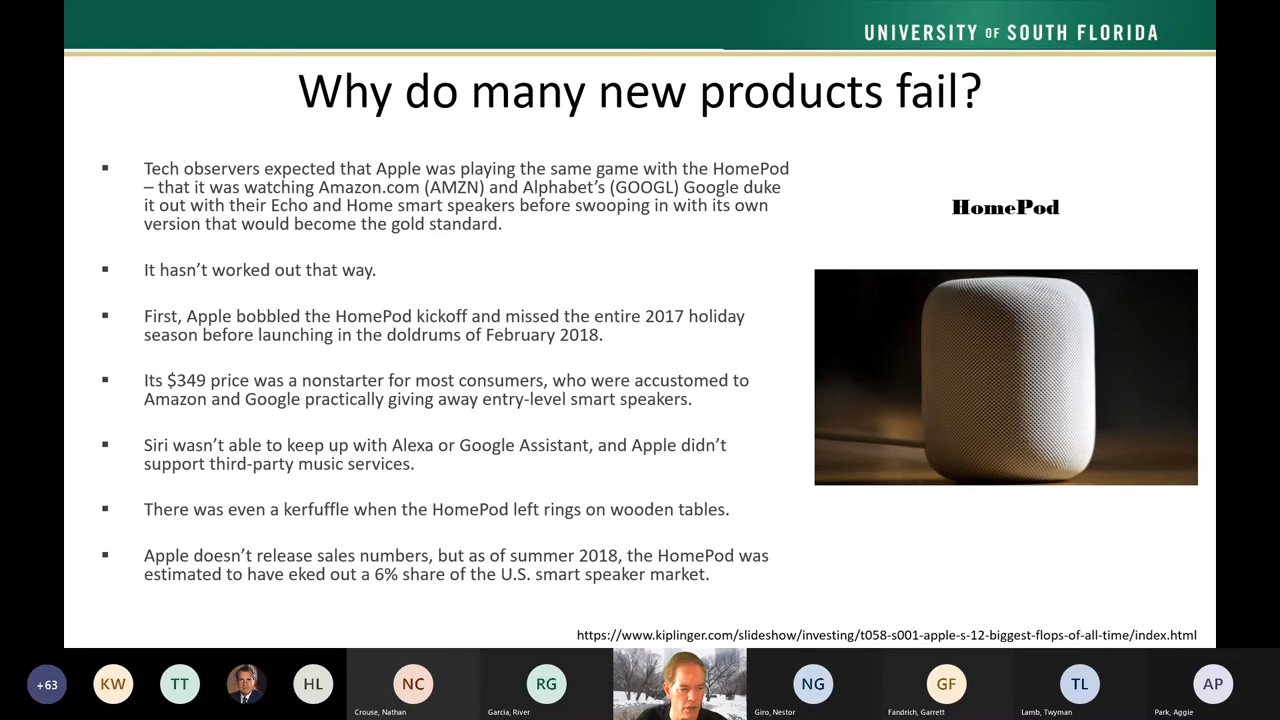 UNIVERSITY OF SOUTH FLORIDA
Why do many new products fail?
Tech observers expected that Apple was playing the same game with the HomePod
– that it was watching Amazon.com (AMZN) and Alphabet’s (GOOGL) Google duke
it out with their Echo and Home smart speakers before swooping in with its own
version that would become the gold standard.
It hasn’t worked out that way.
First, Apple bobbled the HomePod kickoff and missed the entire 2017 holiday
season before launching in the doldrums of February 2018.
Its $349 price was a nonstarter for most consumers, who were accustomed to
Amazon and Google practically giving away entry-level smart speakers.
Siri wasn’t able to keep up with Alexa or Google Assistant, and Apple didn’t
support third-party music services.
There was even a kerfuffle when the HomePod left rings on wooden tables.
Apple doesn’t release sales numbers, but as of summer 2018, the HomePod was
estimated to have eked out a 6% share of the U.S. smart speaker market.
HomePod
https://www.kiplinger.com/slideshow/investing/t058-s001-apple-s-12-biggest-flops-of-all-time/index.html
+63
KW
TT
HL
NC
Crouse, Nathan
RG
Garcia, River
NG
Giro, Nestor
GF
Fandrich, Garrett
TL
Lamb, Twyman
AP
Park, Aggie